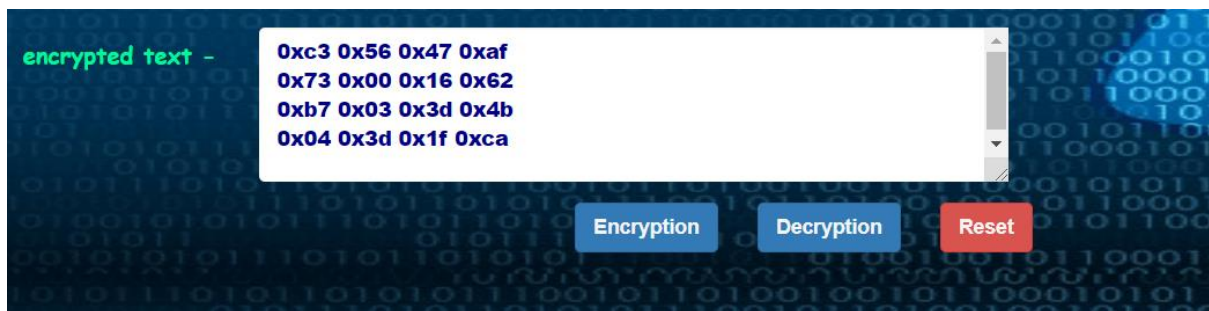 encrypted text -
0xc3 0x56 0x47 0xaf
0x73 0x00 0x16 0x62
0xb7 0x03 0x3d 0x4b
0x04 0x3d 0x1f 0xca
Encryption Decryption Reset